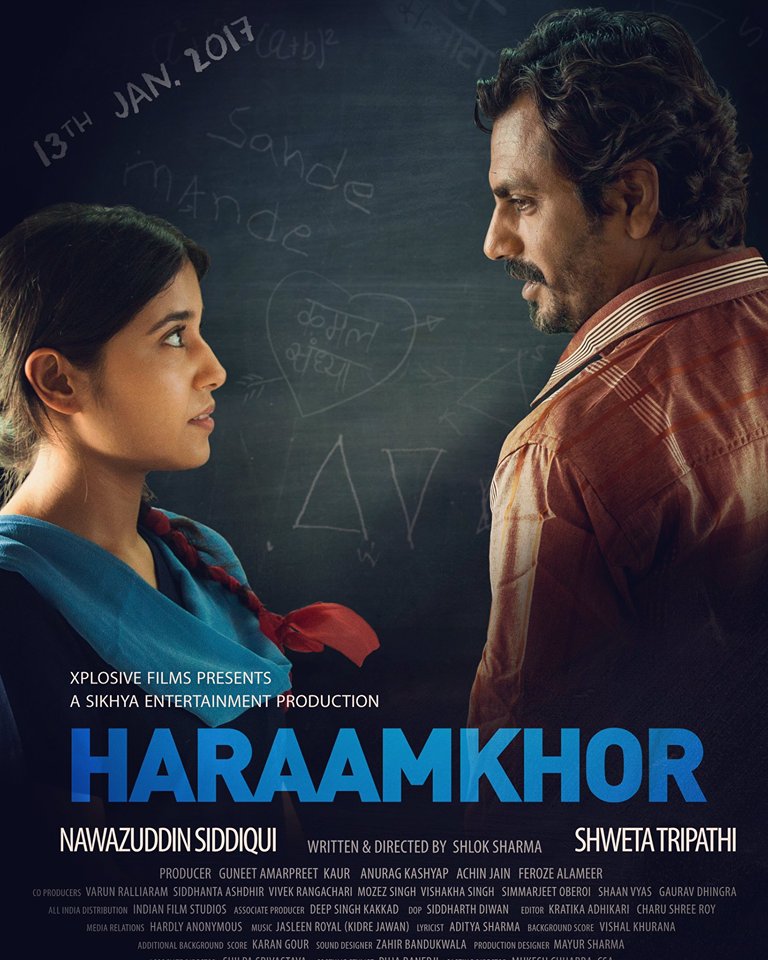 13TH JAN. 2017
(a+b)²
Sande
mande
कमल
संध्या
W
XPLOSIVE FILMS PRESENTS
A SIKHYA ENTERTAINMENT PRODUCTION
HARAAMKHOR
NAWAZUDDIN SIDDIQUI WRITTEN & DIRECTED BY SHLOK SHARMA SHWETA TRIPATHI
PRODUCER GUNEET AMARPREET KAUR ANURAG KASHYAP ACHIN JAIN FEROZE ALAMEER
CO PRODUCERS VARUN RALLIARAM SIDDHANTA ASHDHIR VIVEK RANGACHARI MOZEZ SINGH VISHAKHA SINGH SIMMARJEET OBEROI SHAAN VYAS GAURAV DHINGRA
ALL INDIA DISTRIBUTION INDIAN FILM STUDIOS ASSOCIATE PRODUCER DEEP SINGH KAKKAD DOP SIDDHARTH DIWAN EDITOR KRATIKA ADHIKARI CHARU SHREE ROY
MEDIA RELATIONS HARDLY ANONYMOUS MUSIC JASLEEN ROYAL (KIDRE JAWAN) LYRICIST ADITYA SHARMA BACKGROUND SCORE VISHAL KHURANA
ADDITIONAL BACKGROUND SCORE KARAN GOUR SOUND DESIGNER ZAHIR BANDUKWALA PRODUCTION DESIGNER MAYUR SHARMA